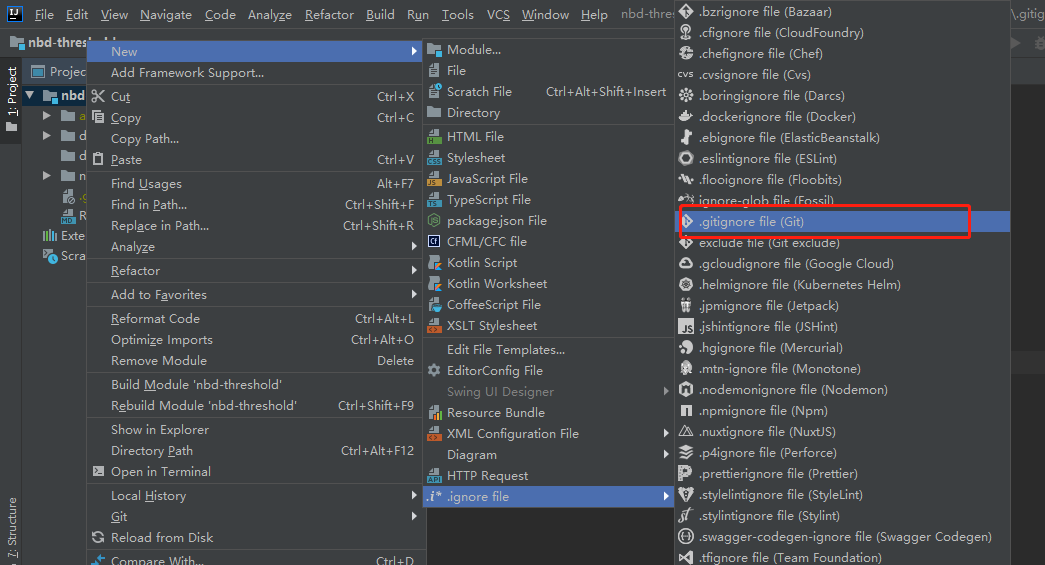 File Edit View Navigate Code Analyze Refactor Build Run Tools VCS Window Help nbd-thres \.gitig
nbd-thresh
Projec
1: Project
nbd
a
d
d
n
.g
R
Exte
Scra
7: Structure
New
Add Framework Support...
Cut Ctrl+X
Copy Ctrl+C
Copy Path...
Paste Ctrl+V
Find Usages Alt+F7
Find in Path... Ctrl+Shift+F
Replace in Path... Ctrl+Shift+R
Analyze
Refactor
Add to Favorites
Reformat Code Ctrl+Alt+L
Optimize Imports Ctrl+Alt+O
Remove Module Delete
Build Module 'nbd-threshold'
Rebuild Module 'nbd-threshold' Ctrl+Shift+F9
Show in Explorer
Directory Path Ctrl+Alt+F12
Open in Terminal
Local History
Git
Reload from Disk
Compare With... Ctrl+D
Module...
File
Scratch File Ctrl+Alt+Shift+Insert
Directory
HTML File
Stylesheet
JavaScript File
TypeScript File
package.json File
CFML/CFC file
Kotlin Script
Kotlin Worksheet
CoffeeScript File
XSLT Stylesheet
Edit File Templates...
EditorConfig File
Swing UI Designer
Resource Bundle
XML Configuration File
Diagram
HTTP Request
.ignore file
.bzrignore file (Bazaar)
.cfignore file (CloudFoundry)
.chefignore file (Chef)
.cvsignore file (Cvs)
.boringignore file (Darcs)
.dockerignore file (Docker)
.ebignore file (ElasticBeanstalk)
.eslintignore file (ESLint)
.flooignore file (Floobits)
ignore-glob file (Fossil)
.gitignore file (Git)
exclude file (Git exclude)
.gcloudignore file (Google Cloud)
.helmignore file (Kubernetes Helm)
.jpmignore file (Jetpack)
.jshintignore file (JSHint)
.hgignore file (Mercurial)
.mtn-ignore file (Monotone)
.nodemonignore file (Nodemon)
.npmignore file (Npm)
.nuxtignore file (NuxtJS)
.p4ignore file (Perforce)
.prettierignore file (Prettier)
.stylelintignore file (StyleLint)
.stylintignore file (Stylint)
.swagger-codegen-ignore file (Swagger Codegen)
.tfignore file (Team Foundation)